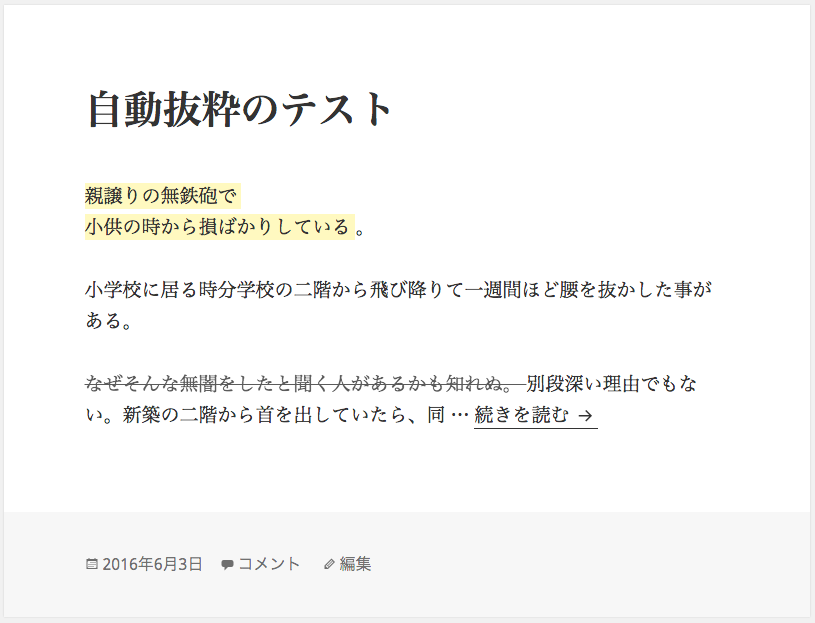 自動抜粋のテスト
親譲りの無鉄砲で
小供の時から損ばかりしている 。
小学校に居る時分学校の二階から飛び降りて一週間ほど腰を抜かした事が
ある。
なぜそんな無闇をしたと聞く人があるかも知れぬ。 別段深い理由でもな
い。新築の二階から首を出していたら、同 … 続きを読む →
2016年6月3日 コメント 編集